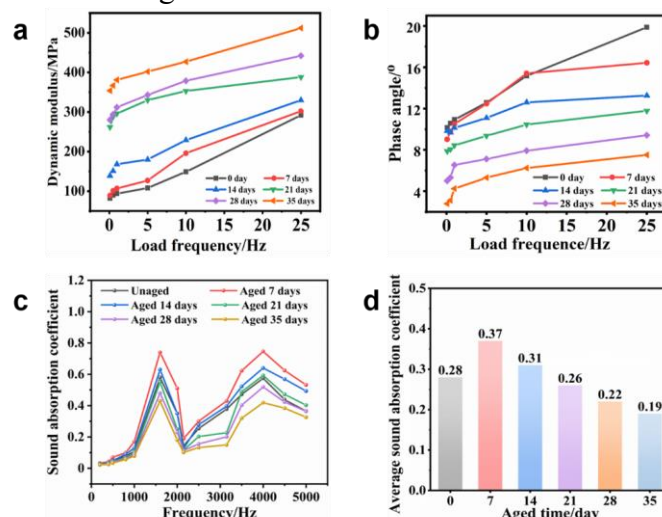 a
Dynamic modulus/MPa
500
400
300
200
100
0 day
7 days
14 days
21 days
28 days
35 days
0
5
10
15
20
25
Load frequency/Hz
b
Phase angle/°
20
16
12
8
4
0
0 day
7 days
14 days
21 days
28 days
35 days
0
5
10
15
20
25
Load frequence/Hz
c
Sound absorption coefficient
1.2
1.0
0.8
0.6
0.4
0.2
0.0
Unaged
Aged 7 days
Aged 14 days
Aged 21 days
Aged 28 days
Aged 35 days
0
1000
2000
3000
4000
5000
Frequency/Hz
d
Average sound absorption coefficient
0.5
0.4
0.3
0.2
0.1
0.0
0.28
0.37
0.31
0.26
0.22
0.19
0
7
14
21
28
35
Aged time/day